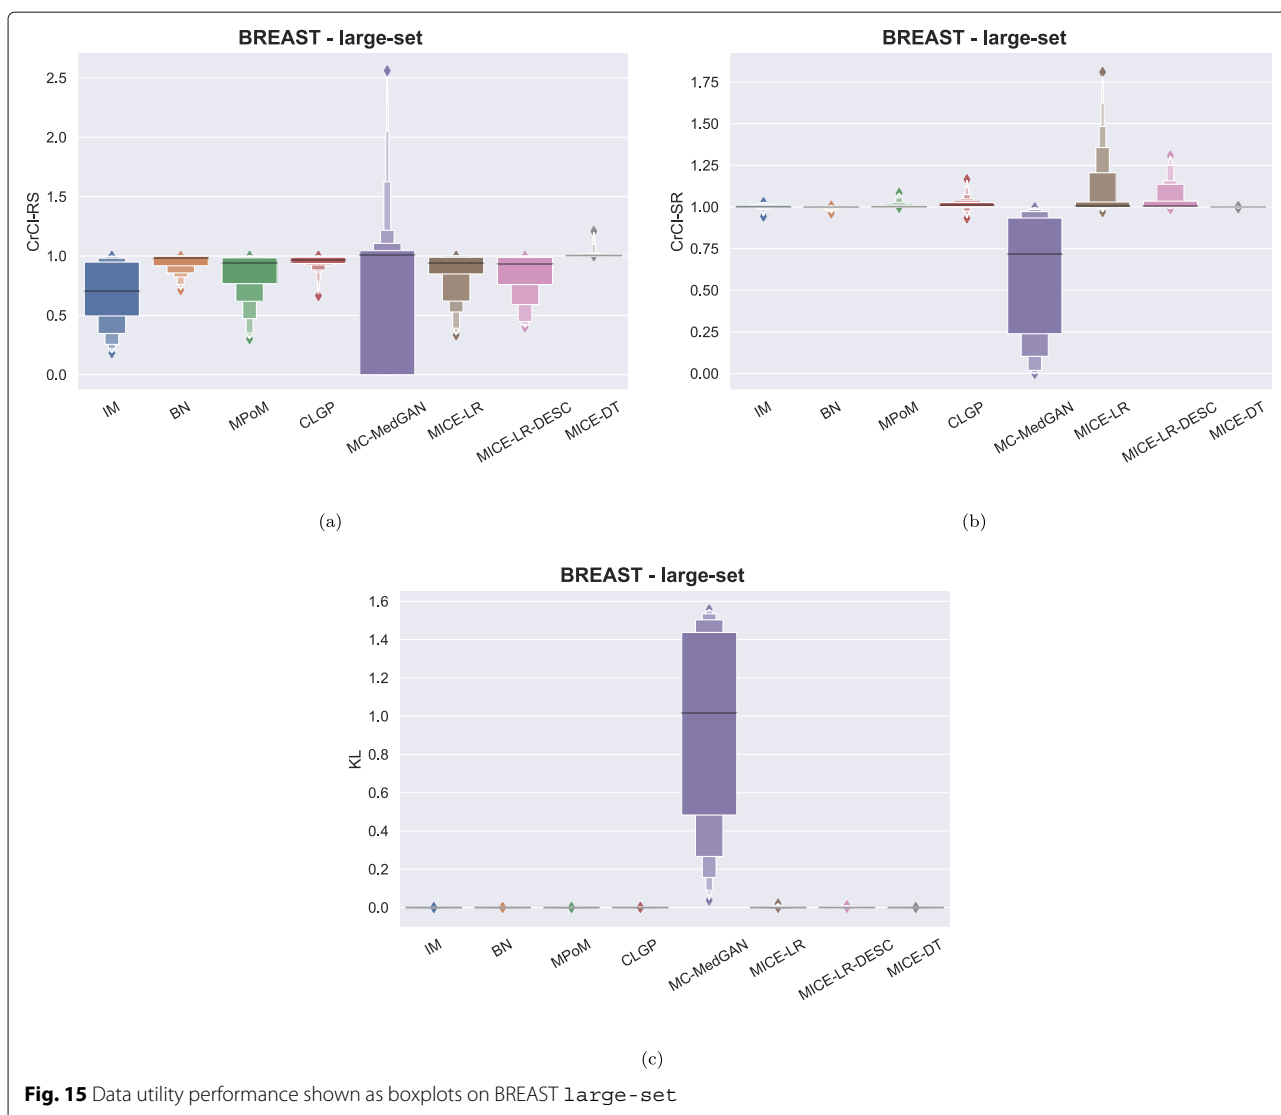 BREAST - large-set
CrCl-RS
2.5
2.0
1.5
1.0
0.5
0.0
IM
BN
MPoM
CLGP
MC-MedGAN
MICE-LR
MICE-LR-DESC
MICE-DT
(a)
BREAST - large-set
CrCl-SR
1.75
1.50
1.25
1.00
0.75
0.50
0.25
0.00
IM
BN
MPoM
CLGP
MC-MedGAN
MICE-LR
MICE-LR-DESC
MICE-DT
(b)
BREAST - large-set
KL
1.6
1.4
1.2
1.0
0.8
0.6
0.4
0.2
0.0
IM
BN
MPoM
CLGP
MC-MedGAN
MICE-LR
MICE-LR-DESC
MICE-DT
(c)
Fig. 15 Data utility performance shown as boxplots on BREAST large-set